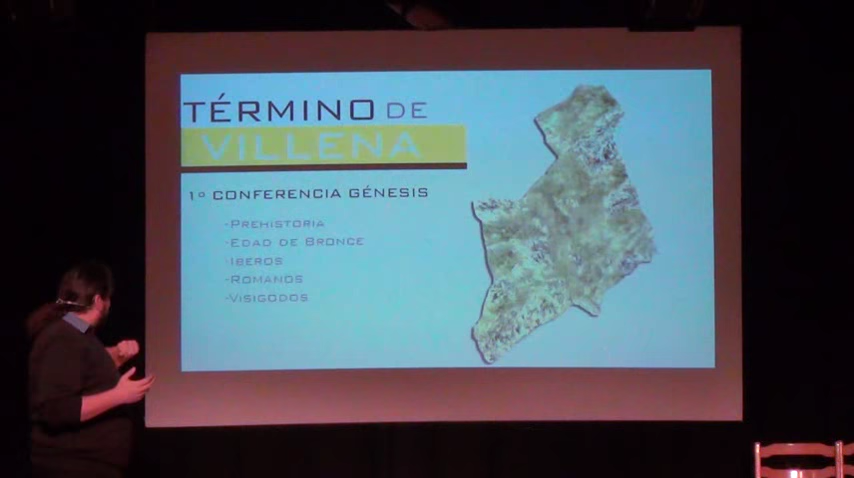 TÉRMINO DE
VILLENA
1º CONFERENCIA GÉNESIS
-PREHISTORIA
-EDAD DE BRONCE
-IBEROS
-ROMANOS
-VISIGODOS